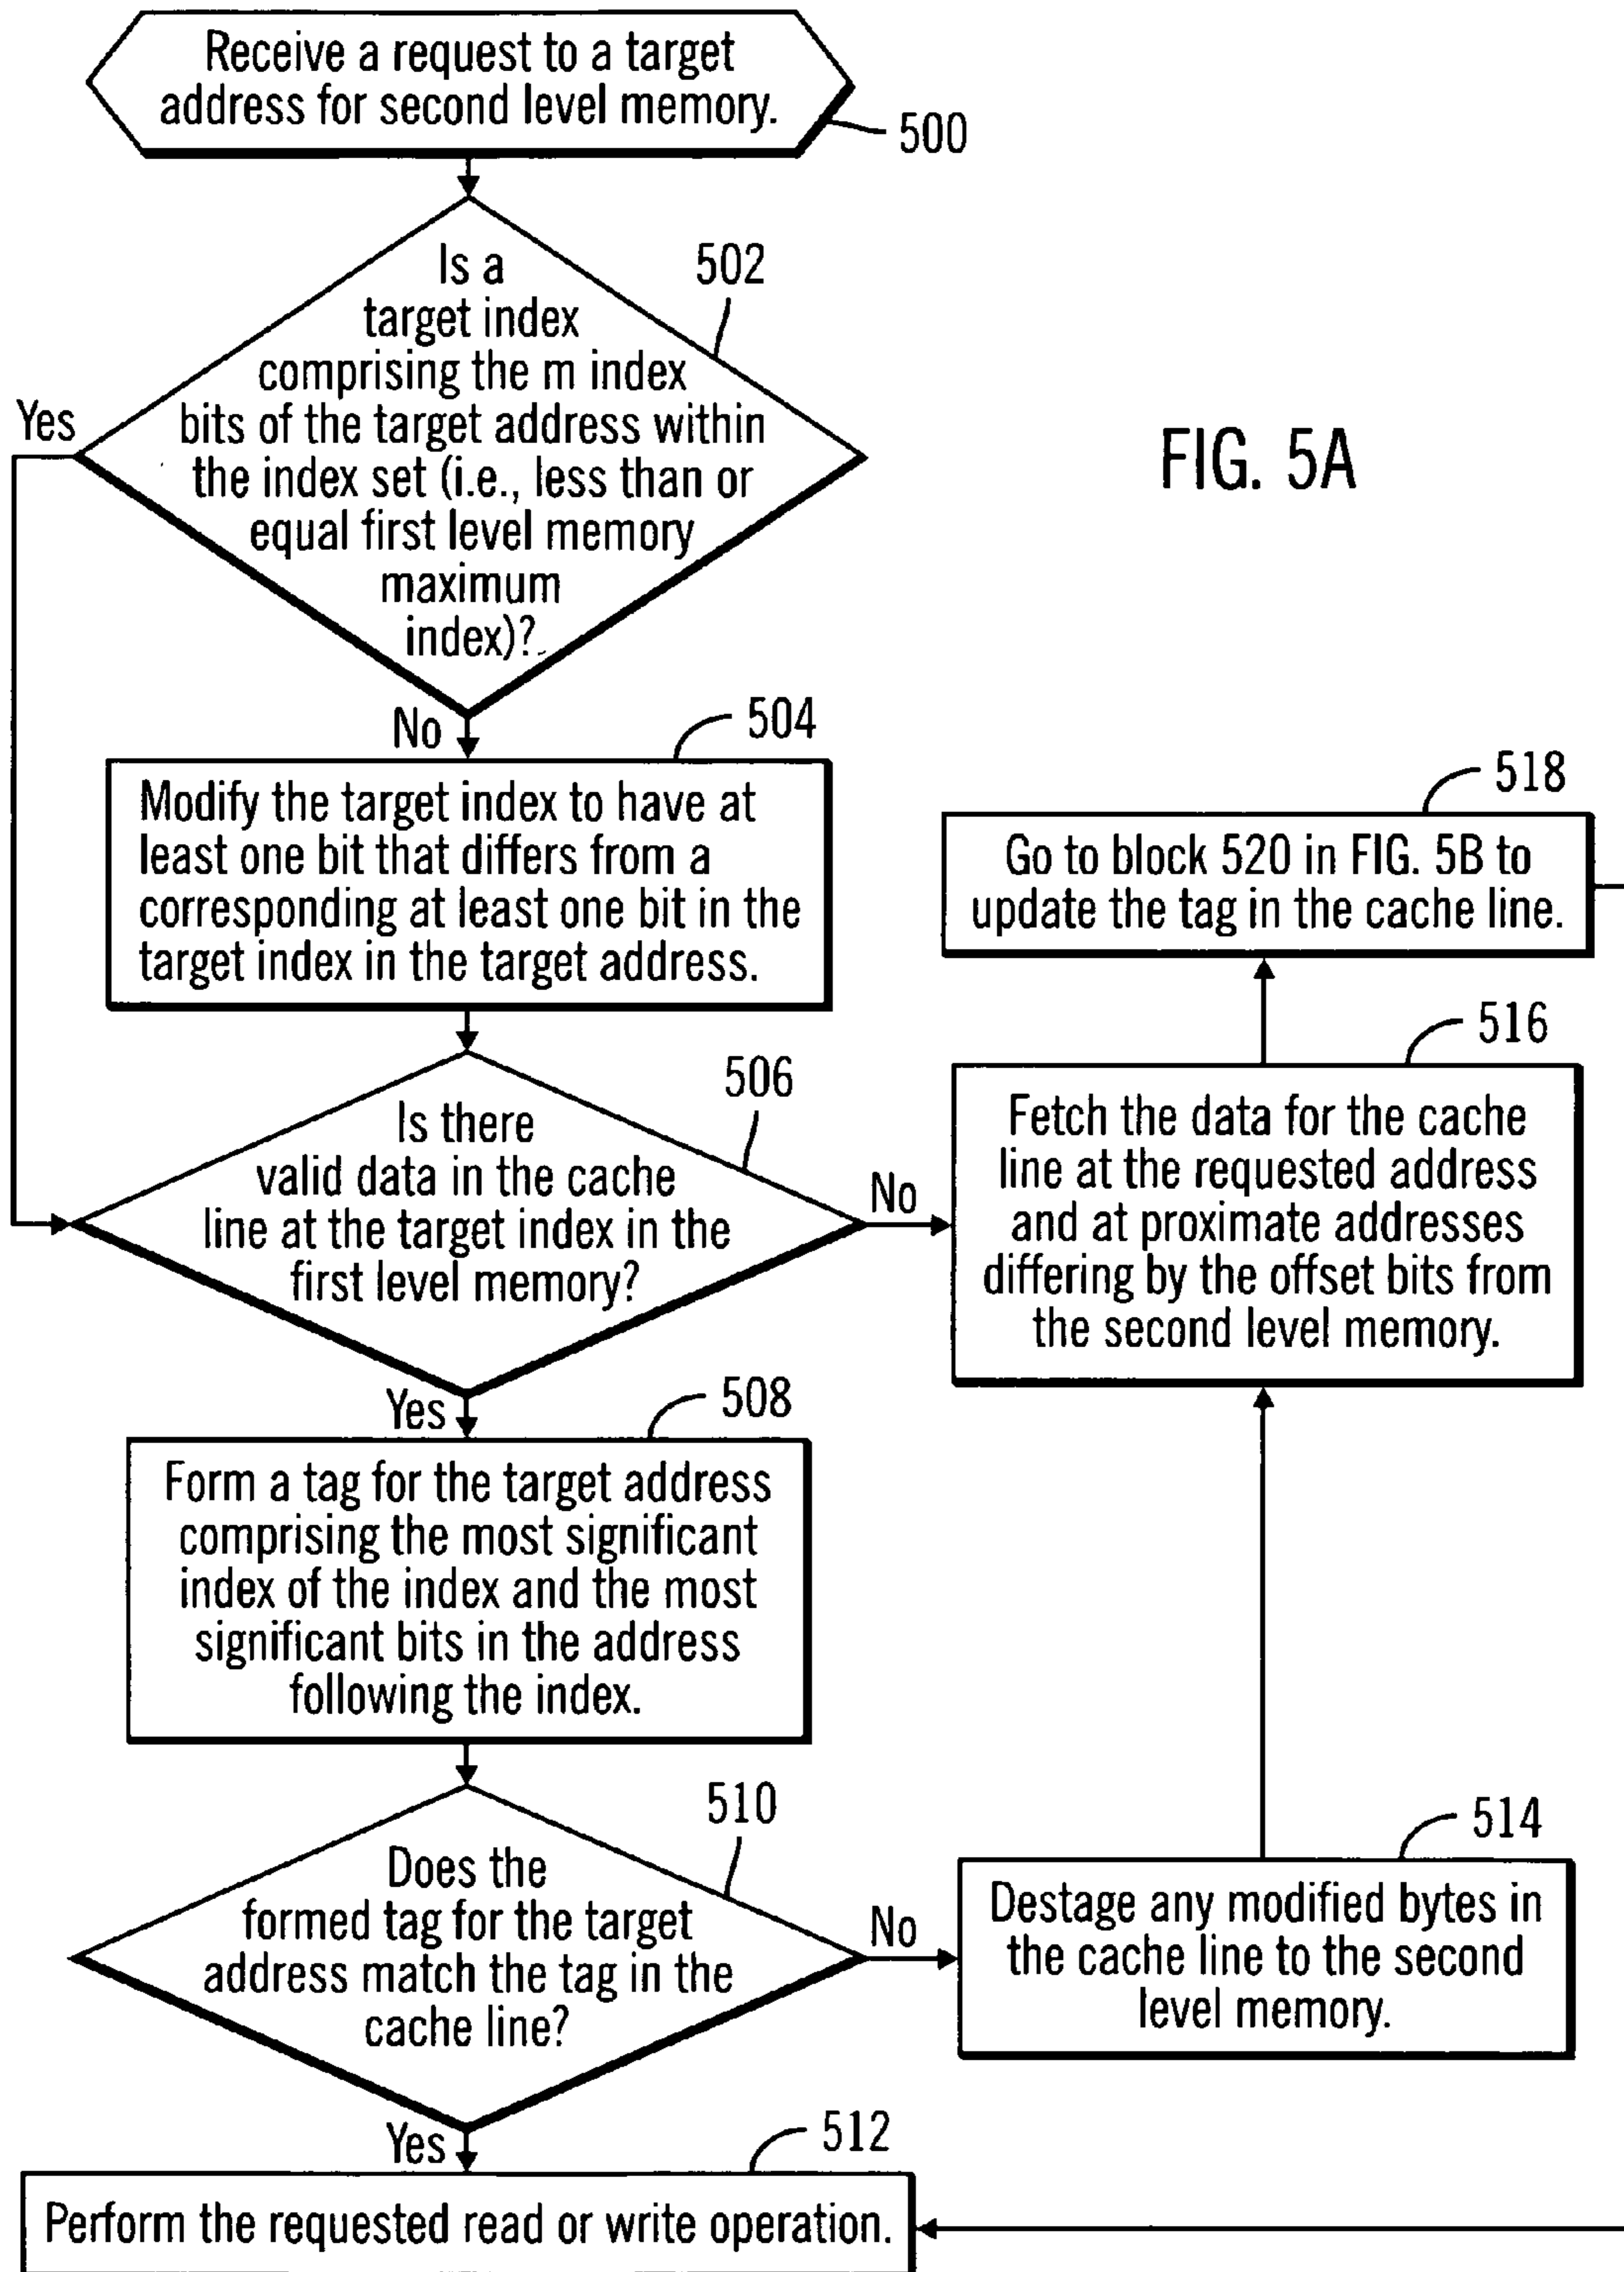 Receive a request to a target
address for second level memory.
500
Is a
target index
comprising the m index
bits of the target address within
the index set (i.e., less than or
equal first level memory
maximum
index)?
502
Yes
No
FIG. 5A
504
Modify the target index to have at
least one bit that differs from a
corresponding at least one bit in the
target index in the target address.
506
Is there
valid data in the cache
line at the target index in the
first level memory?
No
Yes
508
Form a tag for the target address
comprising the most significant
index of the index and the most
significant bits in the address
following the index.
510
Does the
formed tag for the target
address match the tag in the
cache line?
No
Yes
512
Perform the requested read or write operation.
518
Go to block 520 in FIG. 5B to
update the tag in the cache line.
516
Fetch the data for the cache
line at the requested address
and at proximate addresses
differing by the offset bits from
the second level memory.
514
Destage any modified bytes in
the cache line to the second
level memory.